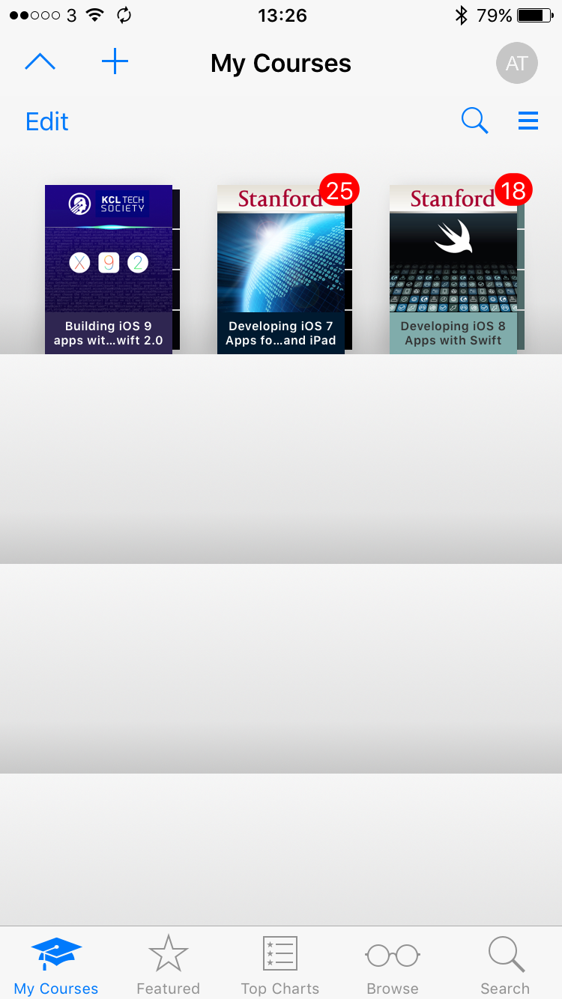 3 13:26 79%
My Courses
AT
Edit
KCL TECH
SOCIETY
X 9 2
Building iOS 9
apps wit...wift 2.0
Stanford
25
Developing iOS 7
Apps fo...and iPad
Stanford
18
Developing iOS 8
Apps with Swift
My Courses
Featured
Top Charts
Browse
Search